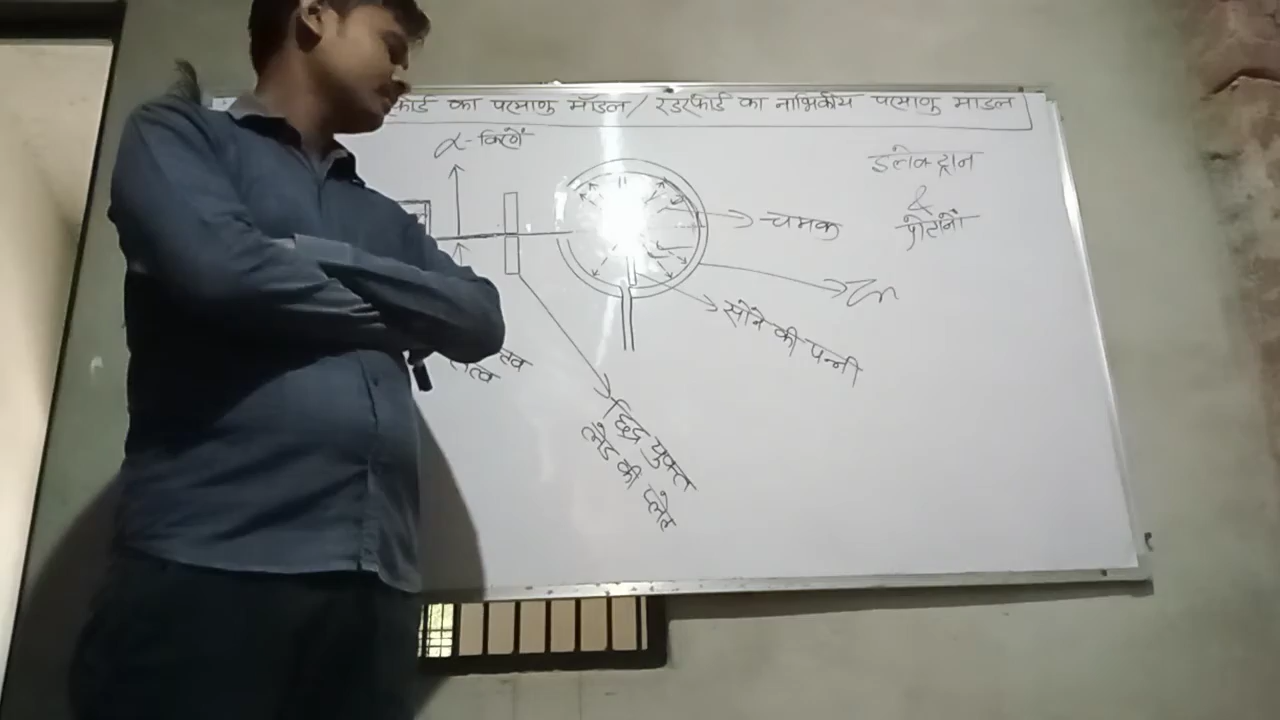 का परमाणु मॉडल / रदरफोर्ड का नाभिकीय परमाणु माडल
α-किरणें
इलेक्ट्रान
&
प्रोटानों
चमक
सोने की पन्नी
छिद्र युक्त
लैड की प्लेट